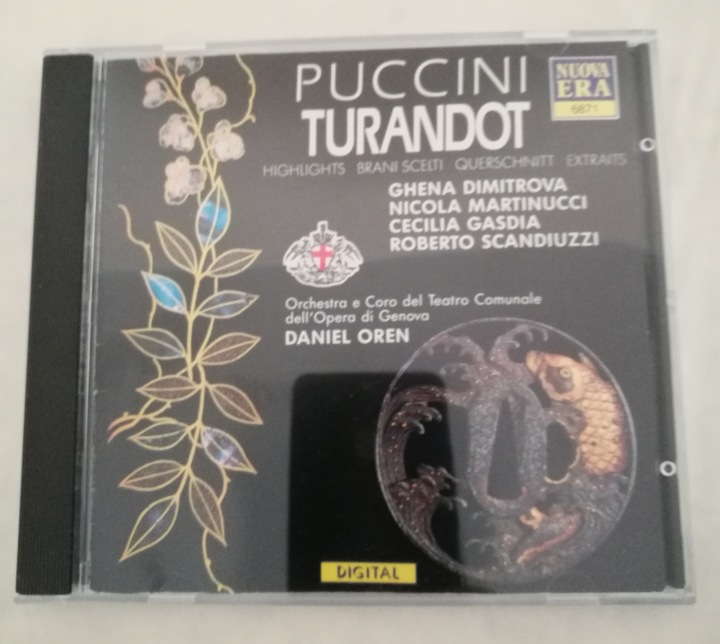 PUCCINI
TURANDOT
NUOVA
ERA
6871
HIGHLIGHTS BRANI SCELTI QUERSCHNITT EXTRAITS
GHENA DIMITROVA
NICOLA MARTINUCCI
CECILIA GASDIA
ROBERTO SCANDIUZZI
Orchestra e Coro del Teatro Comunale
dell'Opera di Genova
DANIEL OREN
DIGITAL